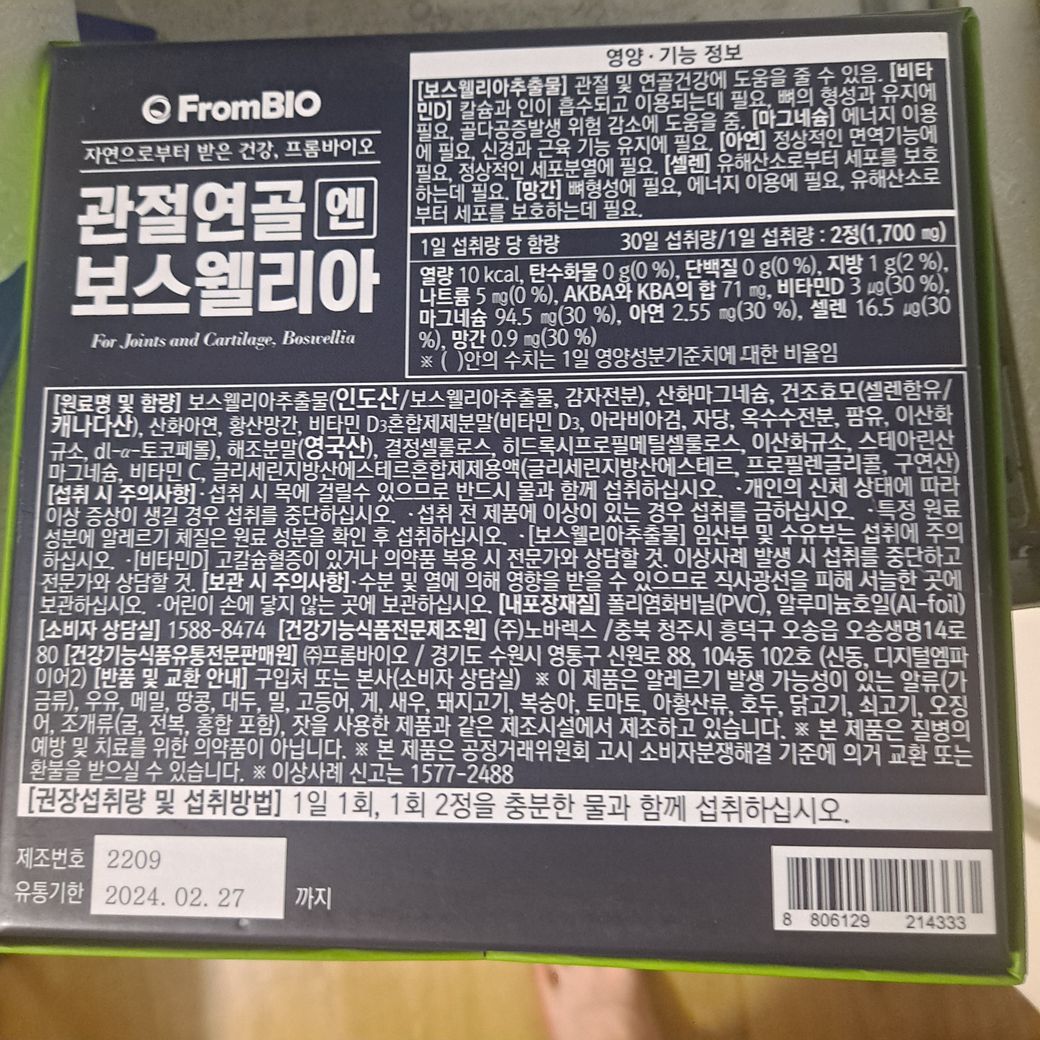 FromBIO
자연으로부터 받은 건강, 프롬바이오
관절연골 엔
보스웰리아
For Joints and Cartilage, Boswellia
영양·기능 정보
[보스웰리아추출물] 관절 및 연골건강에 도움을 줄 수 있음. [비타
민D] 칼슘과 인이 흡수되고 이용되는데 필요, 뼈의 형성과 유지에
필요, 골다공증발생 위험 감소에 도움을 줌. [마그네슘] 에너지 이용
에 필요, 신경과 근육 기능 유지에 필요. [아연] 정상적인 면역기능에
필요, 정상적인 세포분열에 필요. [셀렌] 유해산소로부터 세포를 보호
하는데 필요. [망간] 뼈형성에 필요, 에너지 이용에 필요, 유해산소로
부터 세포를 보호하는데 필요.
1일 섭취량 당 함량 30일 섭취량/1일 섭취량 : 2정(1,700 ㎎)
열량 10 kcal, 탄수화물 0 g(0 %), 단백질 0 g(0 %), 지방 1 g(2 %),
나트륨 5 ㎎(0 %), AKBA와 KBA의 합 71 ㎎, 비타민D 3 ㎍(30 %),
마그네슘 94.5 ㎎(30 %), 아연 2.55 ㎎(30 %), 셀렌 16.5 ㎍(30
%), 망간 0.9 ㎎(30 %)
※ ( )안의 수치는 1일 영양성분기준치에 대한 비율임
[원료명 및 함량] 보스웰리아추출물(인도산/보스웰리아추출물, 감자전분), 산화마그네슘, 건조효모(셀렌함유/
캐나다산), 산화아연, 황산망간, 비타민 D₃혼합제제분말(비타민 D₃, 아라비아검, 자당, 옥수수전분, 팜유, 이산화
규소, dl-α-토코페롤), 해조분말(영국산), 결정셀룰로스, 히드록시프로필메틸셀룰로스, 이산화규소, 스테아린산
마그네슘, 비타민 C, 글리세린지방산에스테르혼합제제용액(글리세린지방산에스테르, 프로필렌글리콜, 구연산)
[섭취 시 주의사항]·섭취 시 목에 걸릴수 있으므로 반드시 물과 함께 섭취하십시오. ·개인의 신체 상태에 따라
이상 증상이 생길 경우 섭취를 중단하십시오. ·섭취 전 제품에 이상이 있는 경우 섭취를 금하십시오. ·특정 원료
성분에 알레르기 체질은 원료 성분을 확인 후 섭취하십시오. ·[보스웰리아추출물] 임산부 및 수유부는 섭취에 주의
하십시오. ·[비타민D] 고칼슘혈증이 있거나 의약품 복용 시 전문가와 상담할 것. 이상사례 발생 시 섭취를 중단하고
전문가와 상담할 것. [보관 시 주의사항]·수분 및 열에 의해 영향을 받을 수 있으므로 직사광선을 피해 서늘한 곳에
보관하십시오. ·어린이 손에 닿지 않는 곳에 보관하십시오. [내포장재질] 폴리염화비닐(PVC), 알루미늄호일(Al-foil)
[소비자 상담실] 1588-8474 [건강기능식품전문제조원] (주)노바렉스 /충북 청주시 흥덕구 오송읍 오송생명14로
80 [건강기능식품유통전문판매원] ㈜프롬바이오 / 경기도 수원시 영통구 신원로 88, 104동 102호 (신동, 디지털엠파
이어2) [반품 및 교환 안내] 구입처 또는 본사(소비자 상담실) ※ 이 제품은 알레르기 발생 가능성이 있는 알류(가
금류), 우유, 메밀, 땅콩, 대두, 밀, 고등어, 게, 새우, 돼지고기, 복숭아, 토마토, 아황산류, 호두, 닭고기, 쇠고기, 오징
어, 조개류(굴, 전복, 홍합 포함), 잣을 사용한 제품과 같은 제조시설에서 제조하고 있습니다. ※ 본 제품은 질병의
예방 및 치료를 위한 의약품이 아닙니다. ※ 본 제품은 공정거래위원회 고시 소비자분쟁해결 기준에 의거 교환 또는
환불을 받으실 수 있습니다. ※ 이상사례 신고는 1577-2488
[권장섭취량 및 섭취방법] 1일 1회, 1회 2정을 충분한 물과 함께 섭취하십시오.
제조번호 2209
유통기한 2024. 02. 27 까지
8 806129 214333